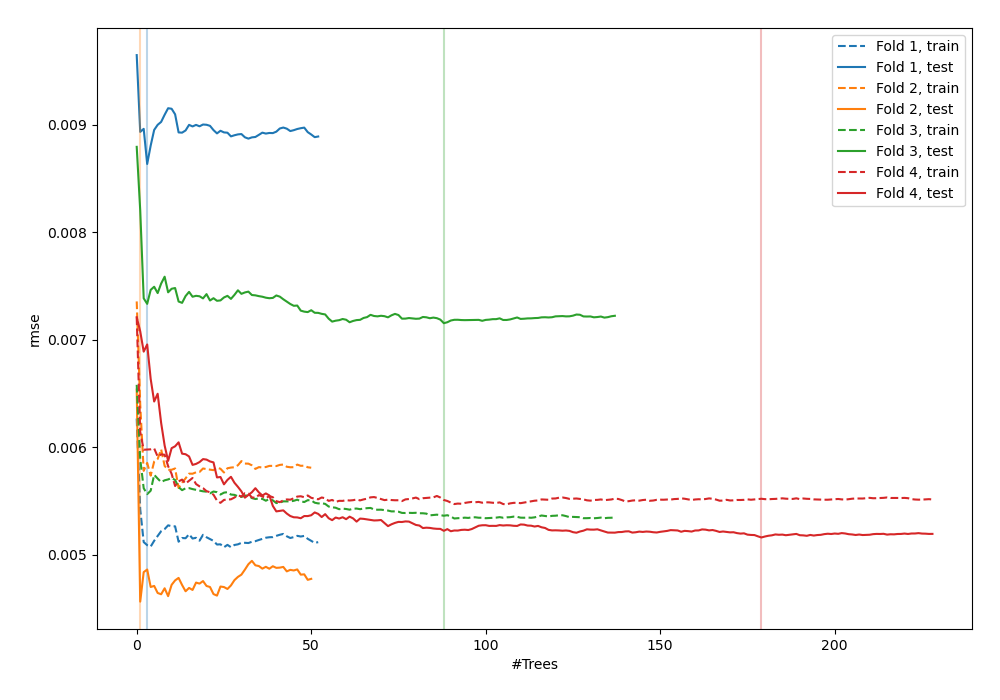 Fold 1, train
Fold 1, test
Fold 2, train
Fold 2, test
Fold 3, train
Fold 3, test
Fold 4, train
Fold 4, test
0.009
0.008
0.007
0.006
0.005
rmse
0 50 100 150 200
#Trees